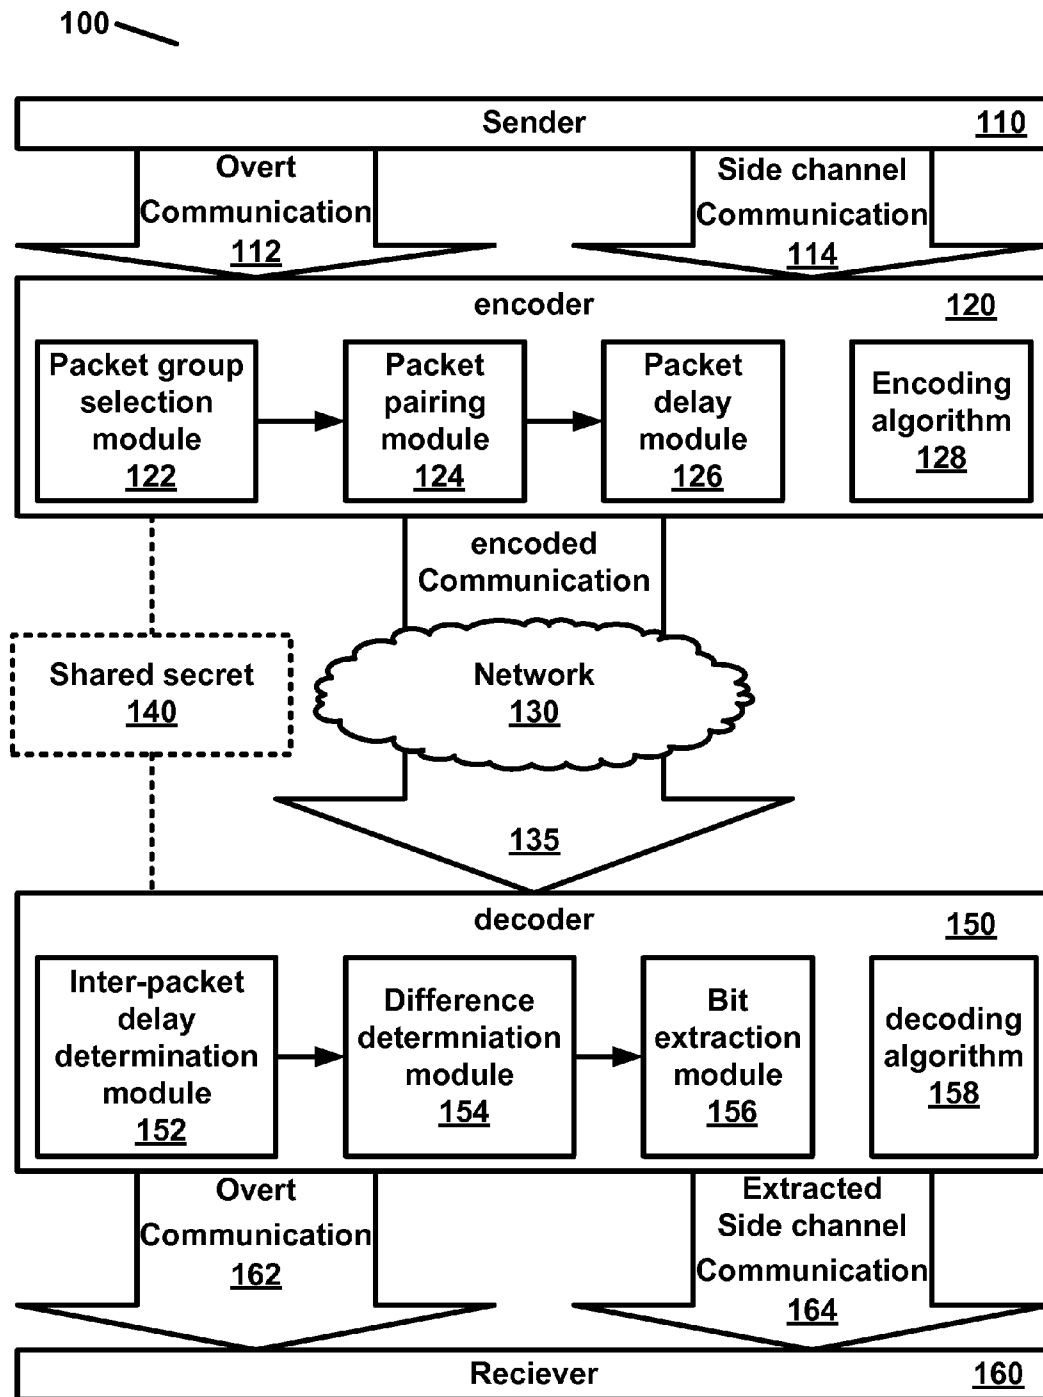 100
Sender 110
Overt
Communication
112
Side channel
Communication
114
encoder 120
Packet group
selection
module
122
Packet
pairing
module
124
Packet
delay
module
126
Encoding
algorithm
128
encoded
Communication
Shared secret
140
Network
130
135
decoder 150
Inter-packet
delay
determination
module
152
Difference
determniation
module
154
Bit
extraction
module
156
decoding
algorithm
158
Overt
Communication
162
Extracted
Side channel
Communication
164
Reciever 160